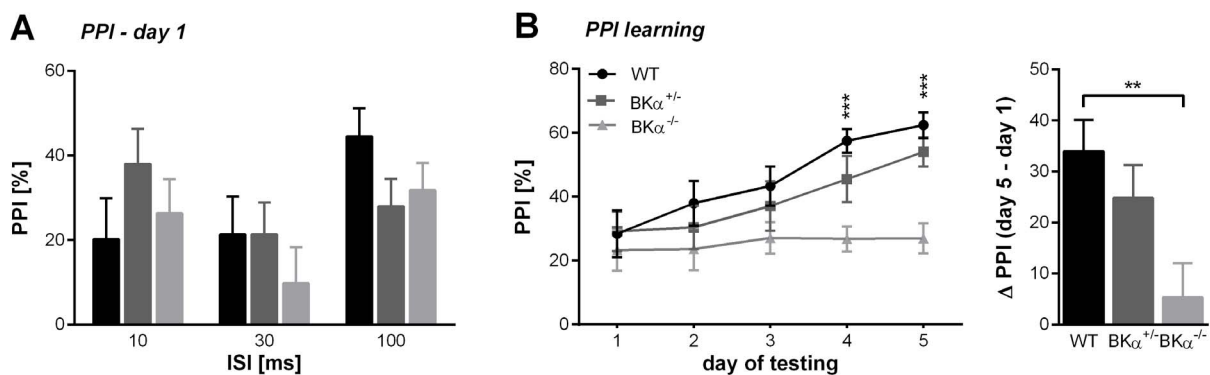 A PPI - day 1
PPI [%]
60
40
20
0
10 30 100
ISI [ms]
B PPI learning
WT
BKα+/-
BKα-/-
PPI [%]
80
60
40
20
0
***
***
1 2 3 4 5
day of testing
Δ PPI (day 5 - day 1)
50
40
30
20
10
0
**
WT BKα+/- BKα-/-